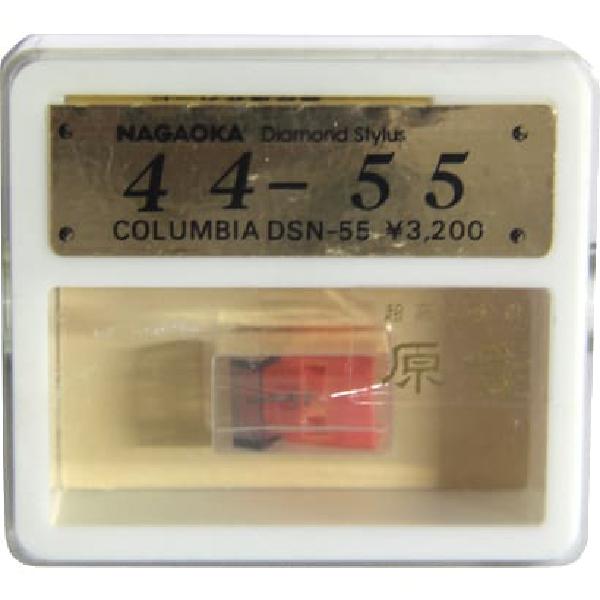 NAGAOKA Diamond Stylus
44-55
COLUMBIA DSN-55 ¥3,200
原